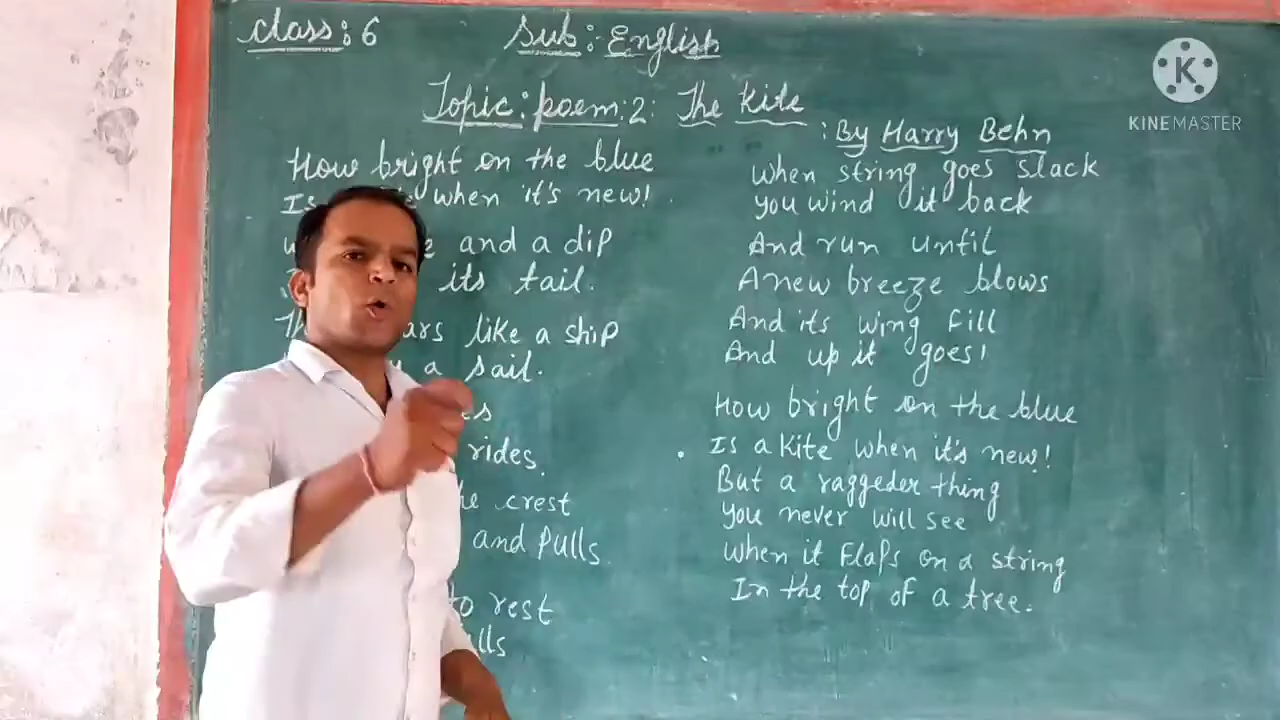 class: 6
Sub: English
Topic: poem: 2: The Kite
: By Harry Behn
How bright on the blue
Is when it's new!
and a dip
its tail.
like a ship
a sail.
rides.
crest
and pulls.
to rest
When string goes slack
You wind it back
And run until
A new breeze blows
And its wing fill
And up it goes!
How bright on the blue
Is a kite when it's new!
But a raggeder thing
You never will see
When it flaps on a string
In the top of a tree.
K
KINEMASTER